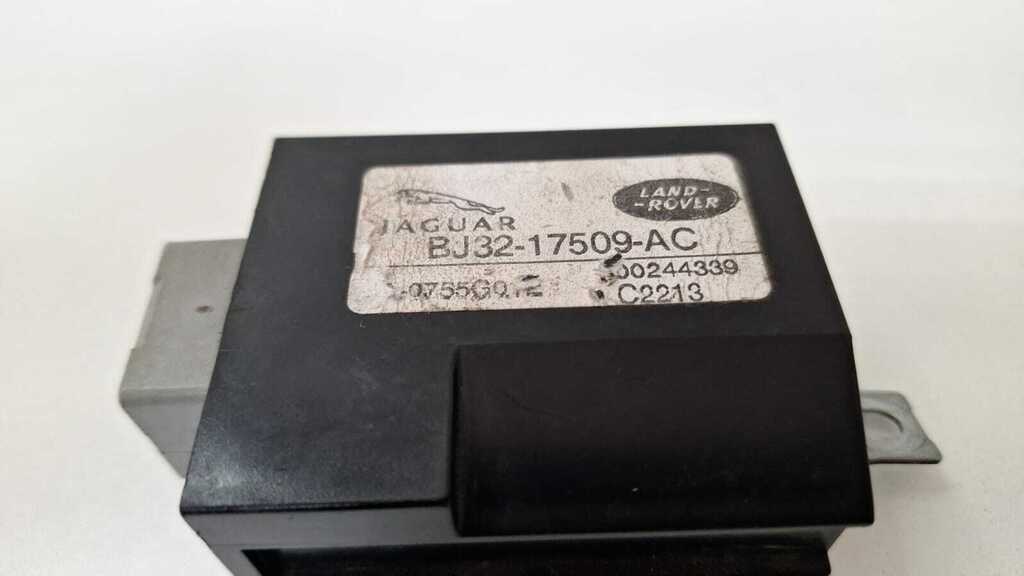 JAGUAR
LAND-
-ROVER
BJ32-17509-AC
00244339
C2213